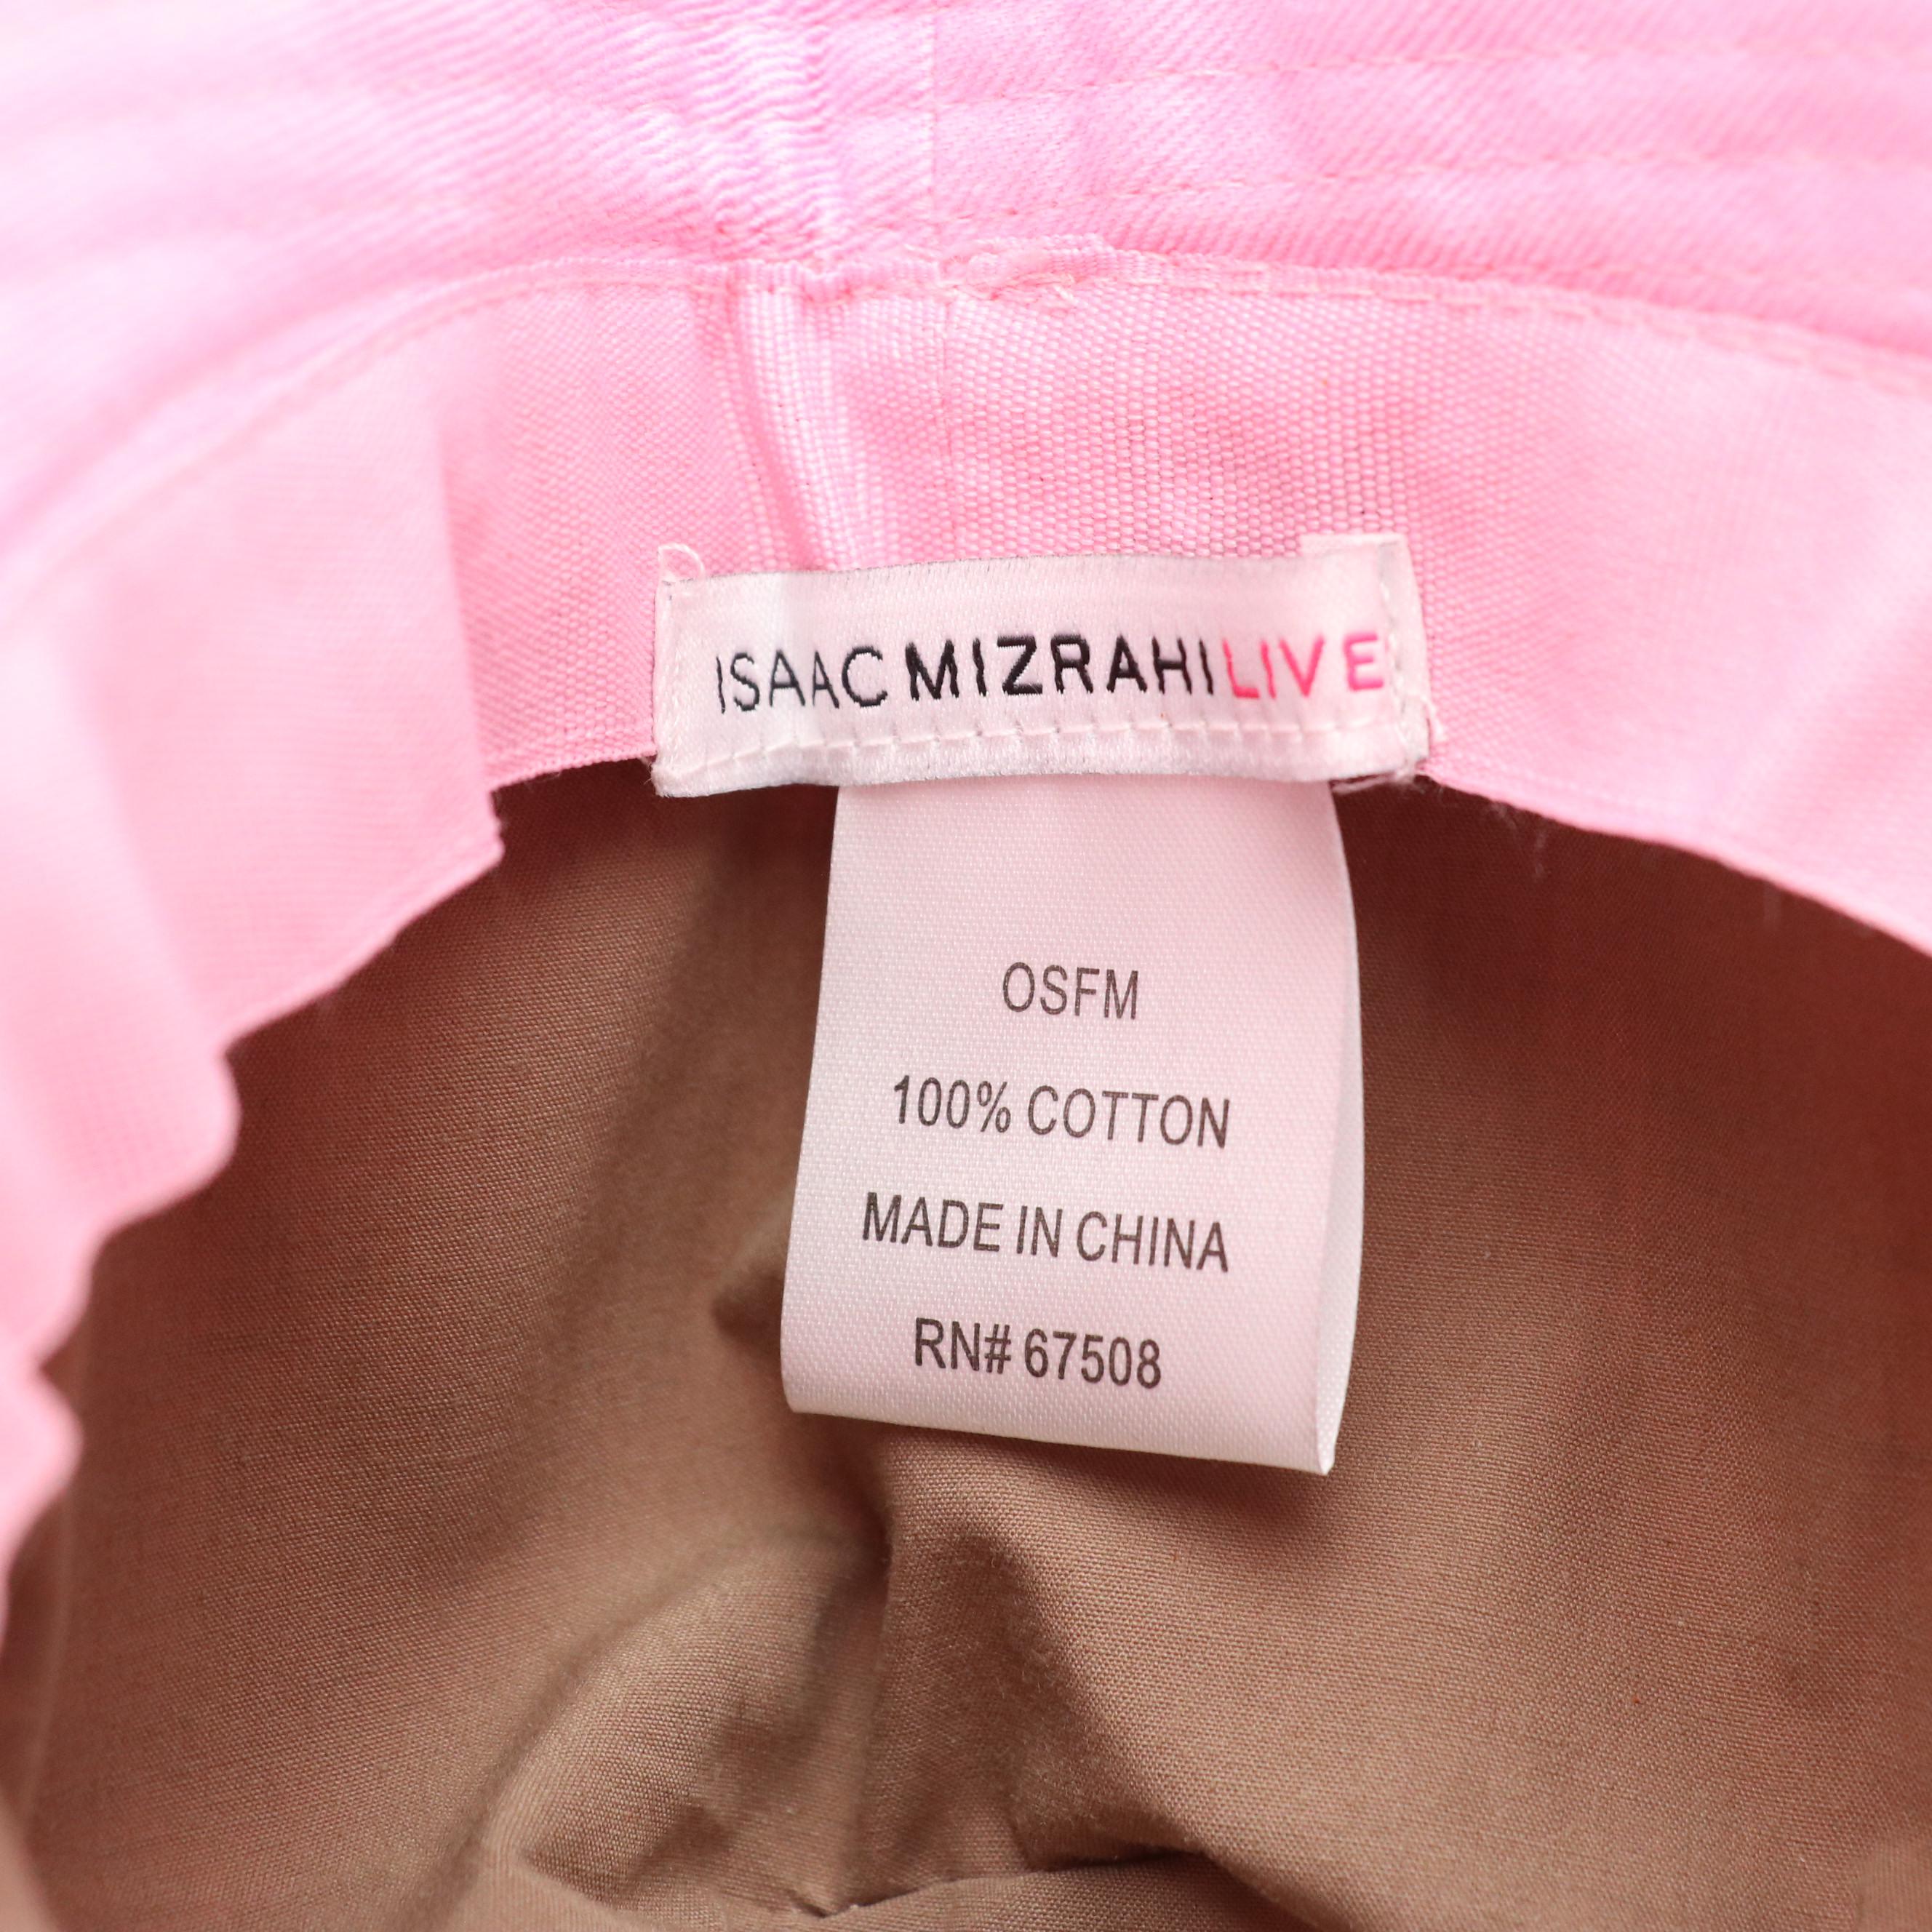 ISAAC MIZRAHI LIVE
OSFM
100% COTTON
MADE IN CHINA
RN# 67508